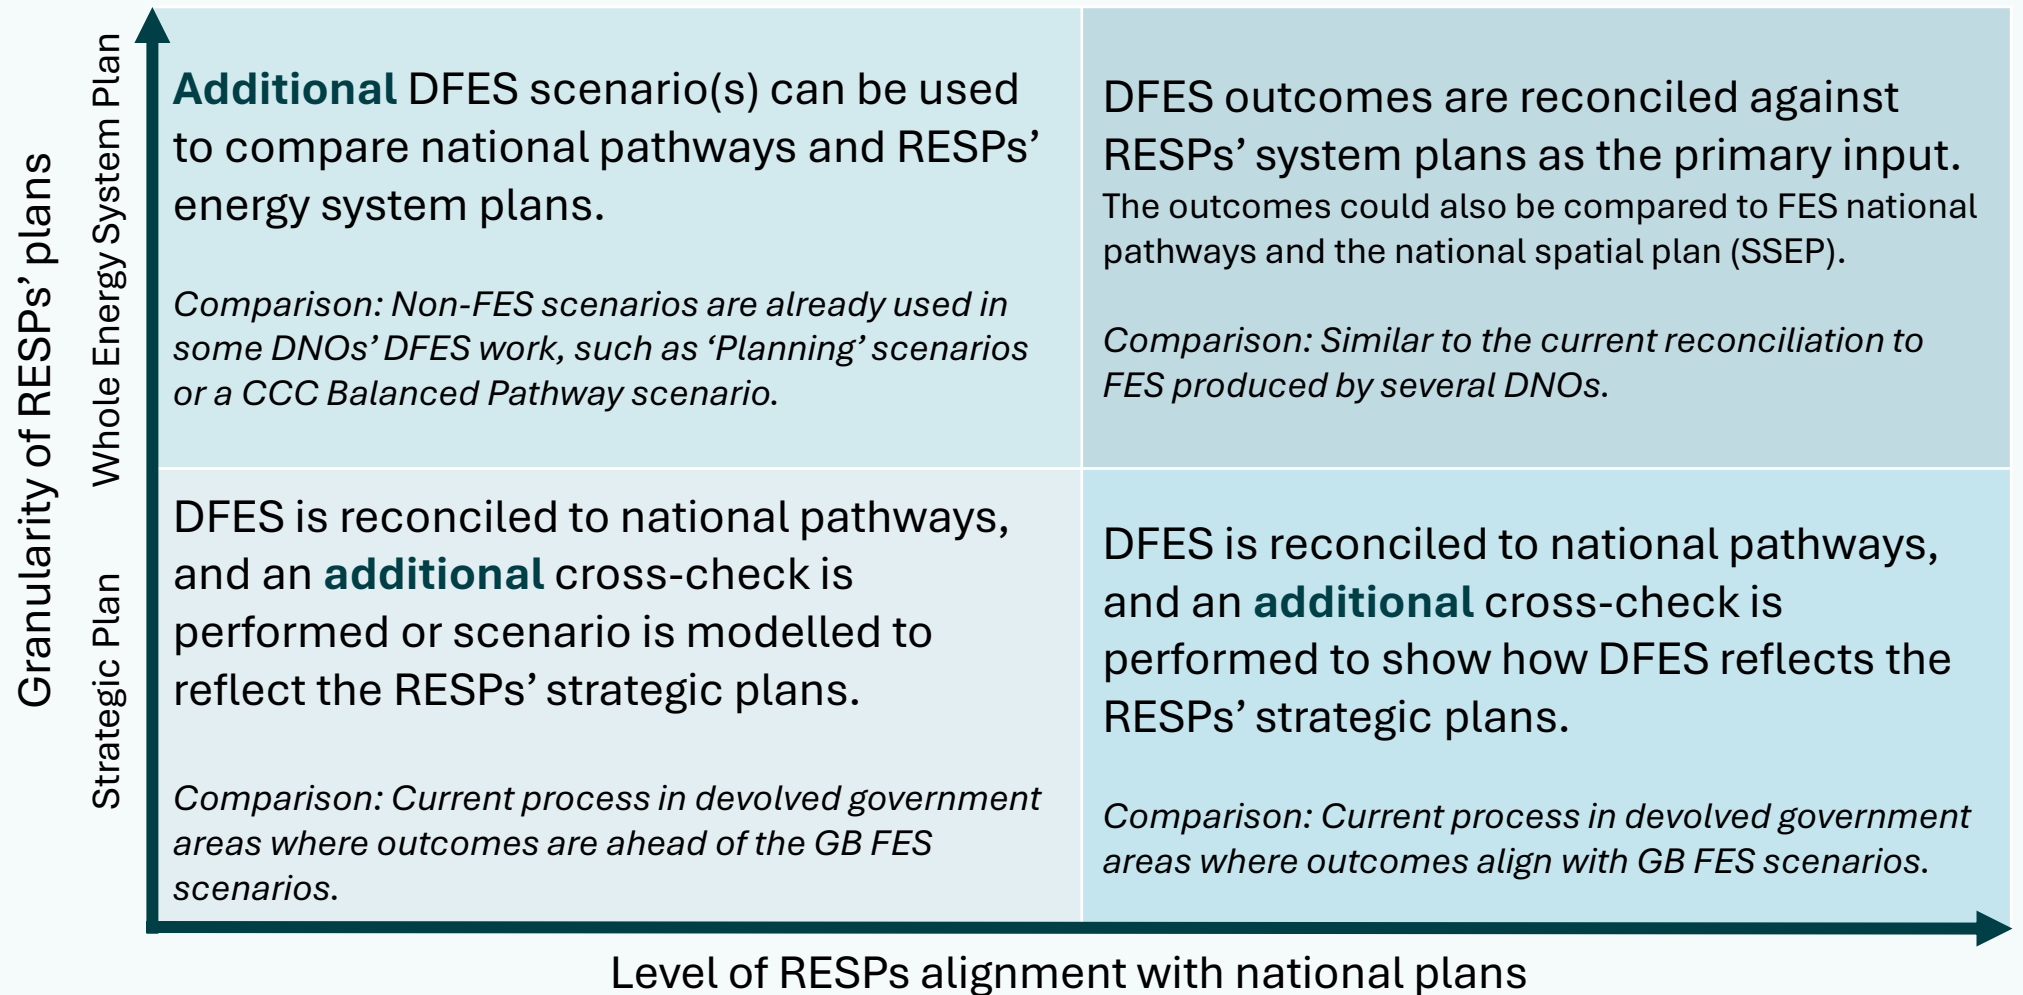 Granularity of RESPs’ plans
Whole Energy System Plan
Strategic Plan
Additional DFES scenario(s) can be used
to compare national pathways and RESPs’
energy system plans.
Comparison: Non-FES scenarios are already used in
some DNOs’ DFES work, such as ‘Planning’ scenarios
or a CCC Balanced Pathway scenario.
DFES outcomes are reconciled against
RESPs’ system plans as the primary input.
The outcomes could also be compared to FES national
pathways and the national spatial plan (SSEP).
Comparison: Similar to the current reconciliation to
FES produced by several DNOs.
DFES is reconciled to national pathways,
and an additional cross-check is
performed or scenario is modelled to
reflect the RESPs’ strategic plans.
Comparison: Current process in devolved government
areas where outcomes are ahead of the GB FES
scenarios.
DFES is reconciled to national pathways,
and an additional cross-check is
performed to show how DFES reflects the
RESPs’ strategic plans.
Comparison: Current process in devolved government
areas where outcomes align with GB FES scenarios.
Level of RESPs alignment with national plans